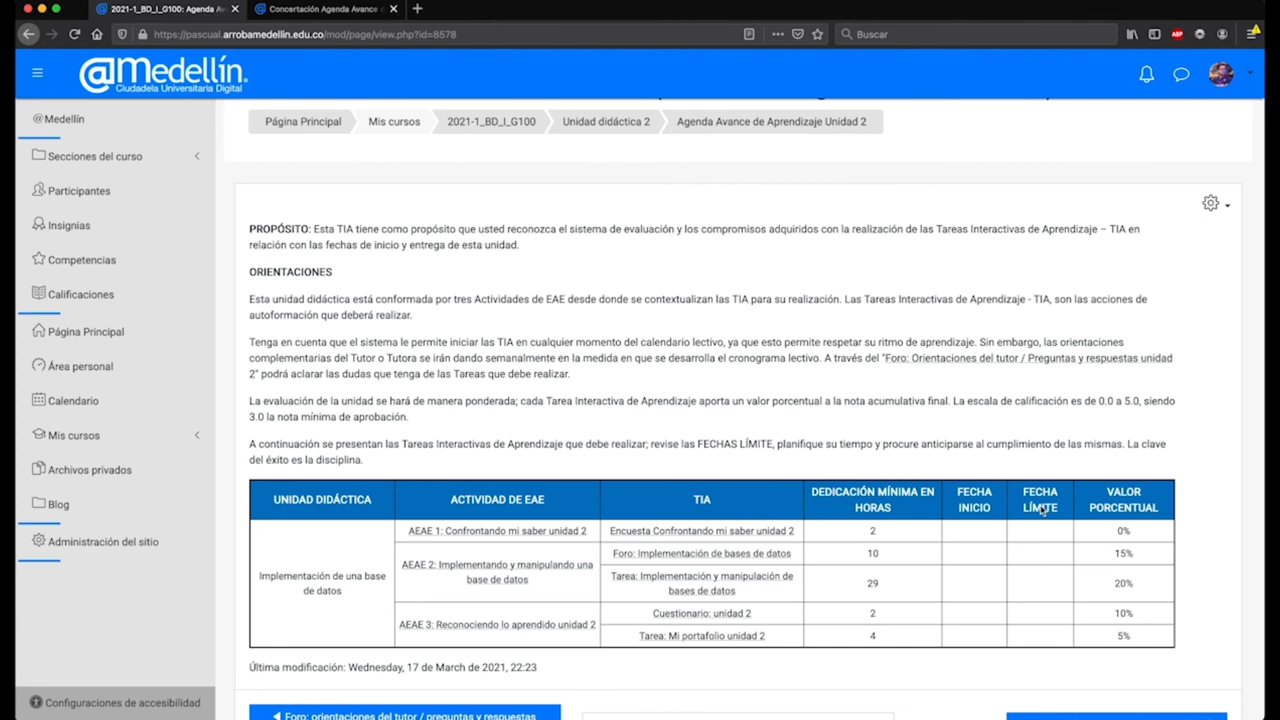 2021-1_BD_I_G100: Agenda Av
Concertación Agenda Avance
https://pascual.arrobamedellin.edu.co/mod/page/view.php?id=8578
Buscar
ABP
@Medellín
Ciudadela Universitaria Digital
@Medellín
Secciones del curso
Participantes
Insignias
Competencias
Calificaciones
Página Principal
Área personal
Calendario
Mis cursos
Archivos privados
Blog
Administración del sitio
Configuraciones de accesibilidad
Página Principal
Mis cursos
2021-1_BD_I_G100
Unidad didáctica 2
Agenda Avance de Aprendizaje Unidad 2
PROPÓSITO: Esta TIA tiene como propósito que usted reconozca el sistema de evaluación y los compromisos adquiridos con la realización de las Tareas Interactivas de Aprendizaje – TIA en
relación con las fechas de inicio y entrega de esta unidad.
ORIENTACIONES
Esta unidad didáctica está conformada por tres Actividades de EAE desde donde se contextualizan las TIA para su realización. Las Tareas Interactivas de Aprendizaje - TIA, son las acciones de
autoformación que deberá realizar.
Tenga en cuenta que el sistema le permite iniciar las TIA en cualquier momento del calendario lectivo, ya que esto permite respetar su ritmo de aprendizaje. Sin embargo, las orientaciones
complementarias del Tutor o Tutora se irán dando semanalmente en la medida en que se desarrolla el cronograma lectivo. A través del "Foro: Orientaciones del tutor / Preguntas y respuestas unidad
2" podrá aclarar las dudas que tenga de las Tareas que debe realizar.
La evaluación de la unidad se hará de manera ponderada; cada Tarea Interactiva de Aprendizaje aporta un valor porcentual a la nota acumulativa final. La escala de calificación es de 0.0 a 5.0, siendo
3.0 la nota mínima de aprobación.
A continuación se presentan las Tareas Interactivas de Aprendizaje que debe realizar; revise las FECHAS LÍMITE, planifique su tiempo y procure anticiparse al cumplimiento de las mismas. La clave
del éxito es la disciplina.
UNIDAD DIDÁCTICA
ACTIVIDAD DE EAE
TIA
DEDICACIÓN MÍNIMA EN
HORAS
FECHA
INICIO
FECHA
LÍMITE
VALOR
PORCENTUAL
Implementación de una base
de datos
AEAE 1: Confrontando mi saber unidad 2
Encuesta Confrontando mi saber unidad 2
2
0%
AEAE 2: Implementando y manipulando una
base de datos
Foro: Implementación de bases de datos
10
15%
Tarea: Implementación y manipulación de
bases de datos
29
20%
AEAE 3: Reconociendo lo aprendido unidad 2
Cuestionario: unidad 2
2
10%
Tarea: Mi portafolio unidad 2
4
5%
Última modificación: Wednesday, 17 de March de 2021, 22:23
Foro: orientaciones del tutor / preguntas y respuestas